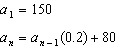 a₁ = 150
aₙ = aₙ₋₁(0.2) + 80